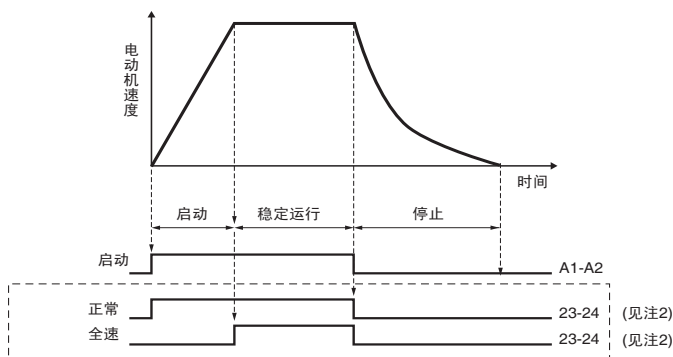 电动机速度
时间
启动 稳定运行 停止
启动 A1-A2
正常 23-24 (见注2)
全速 23-24 (见注2)